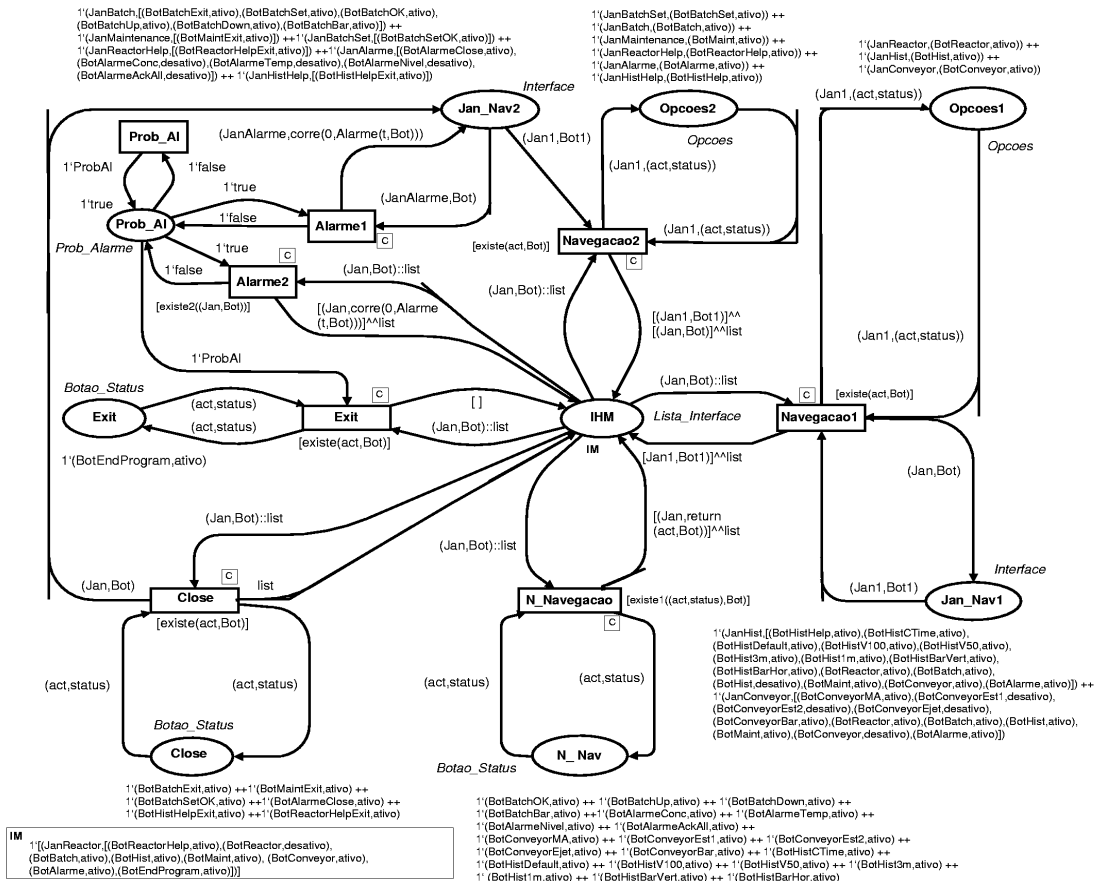 1'(JanBatch,[(BotBatchExit,ativo),(BotBatchSet,ativo),(BotBatchOK,ativo),
(BotBatchUp,ativo),(BotBatchDown,ativo),(BotBatchBar,ativo)]) ++
1'(JanMaintenance,[(BotMaintExit,ativo)]) ++1'(JanBatchSet,[(BotBatchSetOK,ativo)]) ++
1'(JanReactorHelp,[(BotReactorHelpExit,ativo)]) ++1'(JanAlarme,[(BotAlarmeClose,ativo),
(BotAlarmeConc,desativo),(BotAlarmeTemp,desativo),(BotAlarmeNivel,desativo),
(BotAlarmeAckAll,desativo)]) ++ 1'(JanHistHelp,[(BotHistHelpExit,ativo)])
1'(JanBatchSet,(BotBatchSet,ativo)) ++
1'(JanBatch,(BotBatch,ativo)) ++
1'(JanMaintenance,(BotMaint,ativo)) ++
1'(JanReactorHelp,(BotReactorHelp,ativo)) ++
1'(JanAlarme,(BotAlarme,ativo)) ++
1'(JanHistHelp,(BotHistHelp,ativo))
1'(JanReactor,(BotReactor,ativo)) ++
1'(JanHist,(BotHist,ativo)) ++
1'(JanConveyor,(BotConveyor,ativo))
Interface
Jan_Nav2
Opcoes2
Opcoes
(Jan1,(act,status))
Opcoes1
Opcoes
Prob_Al
(JanAlarme,corre(0,Alarme(t,Bot)))
(Jan1,Bot1)
(Jan1,(act,status))
1'ProbAl
1'false
1'true
1'true
(JanAlarme,Bot)
Prob_Al
1'false
Alarme1
C
Prob_Alarme
1'true
(Jan1,(act,status))
[existe(act,Bot)]
Navegacao2
C
C
1'false
Alarme2
(Jan,Bot)::list
(Jan,Bot)::list
[existe2((Jan,Bot))]
[(Jan,corre(0,Alarme
(t,Bot)))]^^list
[(Jan1,Bot1)]^^
[(Jan,Bot)]^^list
(Jan1,(act,status))
1'ProbAl
Botao_Status
C
(Jan,Bot)::list
C
[existe(act,Bot)]
Exit
(act,status)
(act,status)
Exit
[ ]
(Jan,Bot)::list
IHM
Lista_Interface
Navegacao1
[existe(act,Bot)]
IM
1'(BotEndProgram,ativo)
[Jan1,Bot1)]^^list
(Jan,Bot)
(Jan,Bot)::list
[(Jan,return
(act,Bot))]^^list
(Jan,Bot)::list
C
(Jan,Bot)
list
Interface
Close
N_Navegacao
[existe1((act,status),Bot)]
(Jan1,Bot1)
Jan_Nav1
[existe(act,Bot)]
C
(act,status)
(act,status)
(act,status)
(act,status)
1'(JanHist,[(BotHistHelp,ativo),(BotHistCTime,ativo),
(BotHistDefault,ativo),(BotHistV100,ativo),(BotHistV50,ativo),
(BotHist3m,ativo),(BotHist1m,ativo),(BotHistBarVert,ativo),
(BotHistBarHor,ativo),(BotReactor,ativo),(BotBatch,ativo),
(BotHist,desativo),(BotMaint,ativo),(BotConveyor,ativo),(BotAlarme,ativo)]) ++
1'(JanConveyor,[(BotConveyorMA,ativo),(BotConveyorEst1,desativo),
(BotConveyorEst2,desativo),(BotConveyorEjet,desativo),
(BotConveyorBar,ativo),(BotReactor,ativo),(BotBatch,ativo),(BotHist,ativo),
(BotMaint,ativo),(BotConveyor,desativo),(BotAlarme,ativo)])
Botao_Status
Close
Botao_Status
N_ Nav
1'(BotBatchExit,ativo) ++1'(BotMaintExit,ativo) ++
1'(BotBatchSetOK,ativo) ++1'(BotAlarmeClose,ativo) ++
1'(BotHistHelpExit,ativo) ++1'(BotReactorHelpExit,ativo)
IM
1'[(JanReactor,[(BotReactorHelp,ativo),(BotReactor,desativo),
(BotBatch,ativo),(BotHist,ativo),(BotMaint,ativo), (BotConveyor,ativo),
(BotAlarme,ativo),(BotEndProgram,ativo)])]
1'(BotBatchOK,ativo) ++ 1'(BotBatchUp,ativo) ++ 1'(BotBatchDown,ativo) ++
1'(BotBatchBar,ativo) ++1'(BotAlarmeConc,ativo) ++ 1'(BotAlarmeTemp,ativo) ++
1'(BotAlarmeNivel,ativo) ++ 1'(BotAlarmeAckAll,ativo) ++
1'(BotConveyorMA,ativo) ++ 1'(BotConveyorEst1,ativo) ++ 1'(BotConveyorEst2,ativo) ++
1'(BotConveyorEjet,ativo) ++ 1'(BotConveyorBar,ativo) ++ 1'(BotHistCTime,ativo) ++
1'(BotHistDefault,ativo) ++ 1'(BotHistV100,ativo) ++ 1'(BotHistV50,ativo) ++ 1'(BotHist3m,ativo) ++
1' (BotHist1m,ativo) ++ 1'(BotHistBarVert,ativo) ++ 1'(BotHistBarHor,ativo)